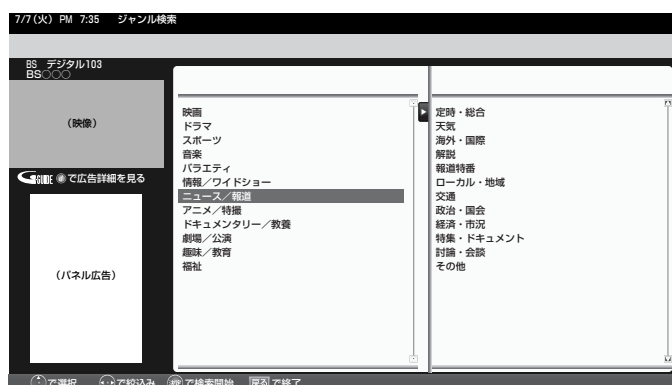 7/7(火) PM 7:35 ジャンル検索
BS デジタル103
BS○○○
(映像)
G-GUIDE で広告詳細を見る
(パネル広告)
映画
ドラマ
スポーツ
音楽
バラエティ
情報/ワイドショー
ニュース/報道
アニメ/特撮
ドキュメンタリー/教養
劇場/公演
趣味/教育
福祉
定時・総合
天気
海外・国際
解説
報道特番
ローカル・地域
交通
政治・国会
経済・市況
特集・ドキュメント
討論・会談
その他
で選択 で絞込み 決定 で検索開始 戻る で終了